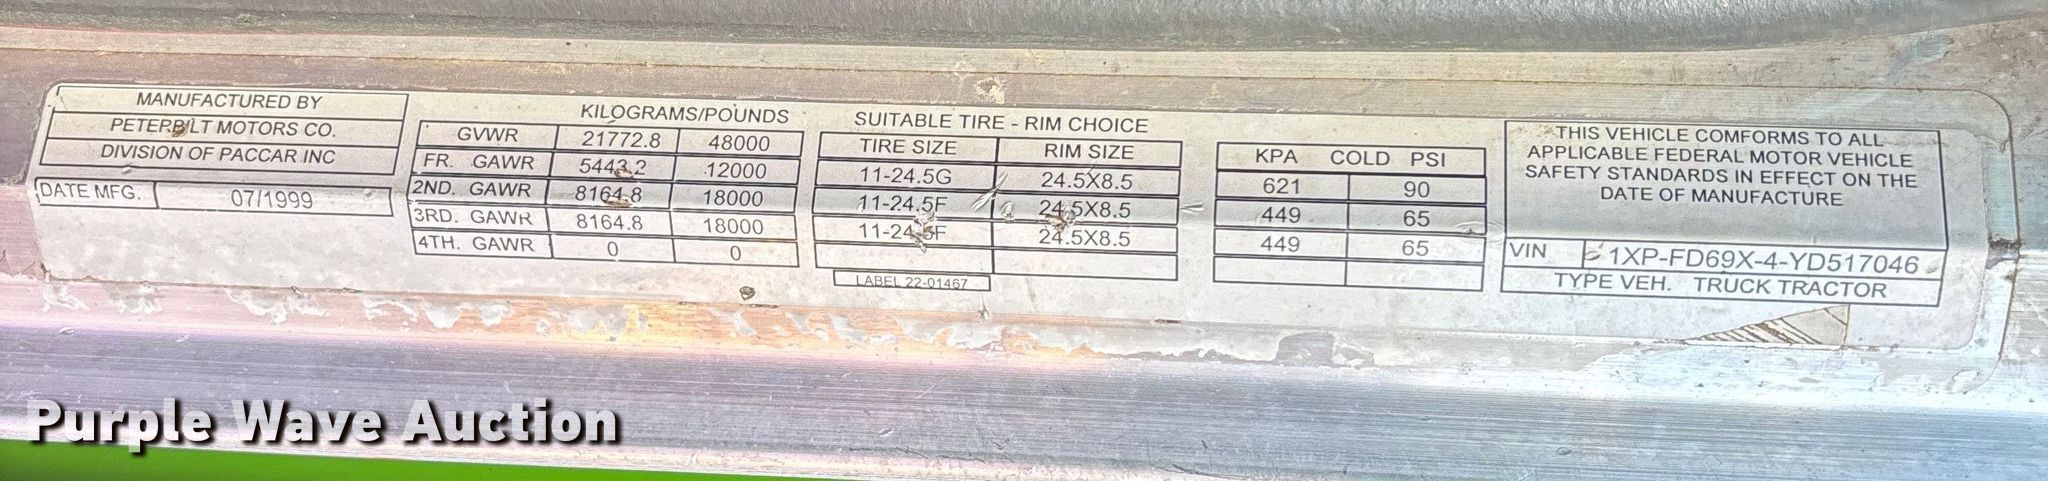 MANUFACTURED BY
PETERBILT MOTORS CO.
DIVISION OF PACCAR INC
DATE MFG. 07/1999
KILOGRAMS/POUNDS
GVWR 21772.8 48000
FR. GAWR 5443.2 12000
2ND. GAWR 8164.8 18000
3RD. GAWR 8164.8 18000
4TH. GAWR 0 0
SUITABLE TIRE - RIM CHOICE
TIRE SIZE RIM SIZE
11-24.5G 24.5X8.5
11-24.5F 24.5X8.5
11-24.5F 24.5X8.5
LABEL 22-01467
KPA COLD PSI
621 90
449 65
449 65
THIS VEHICLE COMFORMS TO ALL
APPLICABLE FEDERAL MOTOR VEHICLE
SAFETY STANDARDS IN EFFECT ON THE
DATE OF MANUFACTURE
VIN 1XP-FD69X-4-YD517046
TYPE VEH. TRUCK TRACTOR
Purple Wave Auction